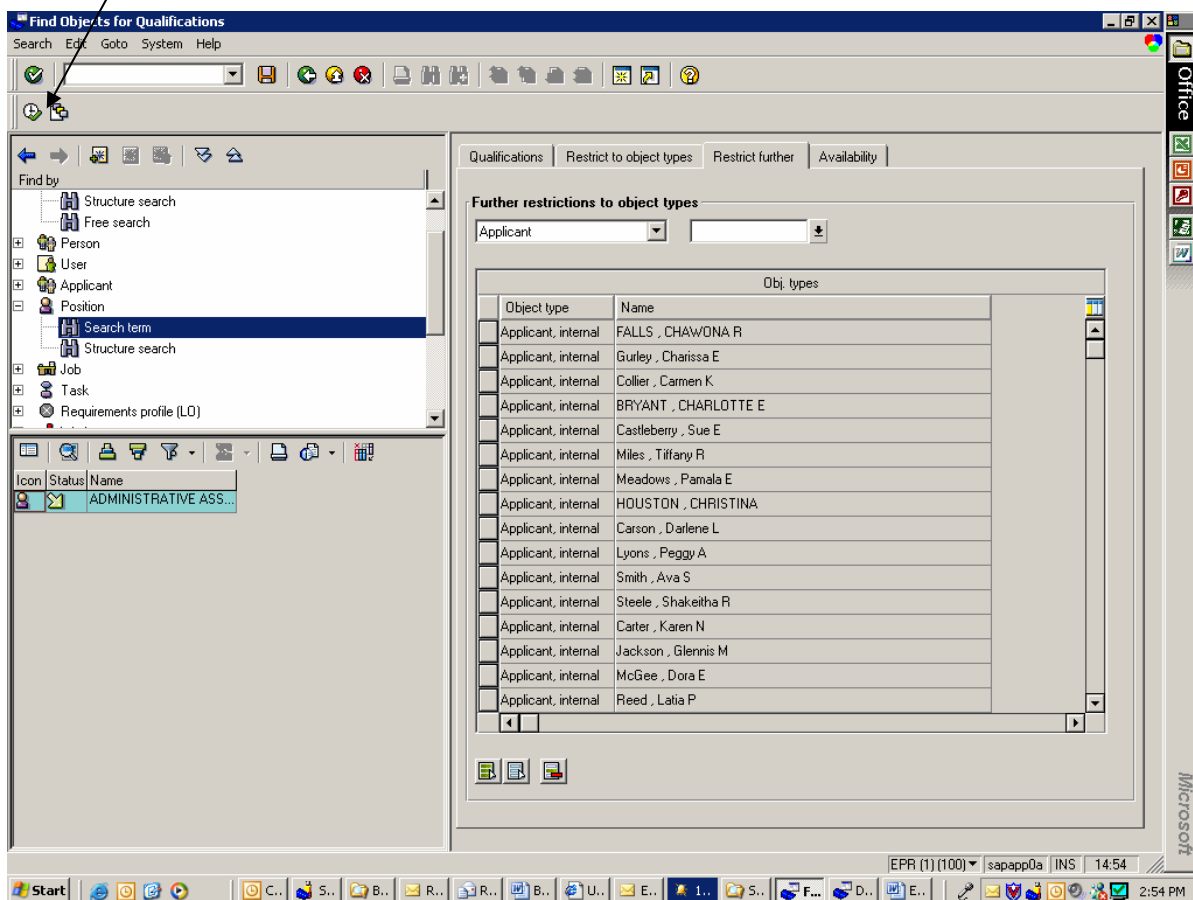 Find Objects for Qualifications
Search Edit Goto System Help
Office
Find by
Structure search
Free search
Person
User
Applicant
Position
Search term
Structure search
Job
Task
Requirements profile (LO)
Icon Status Name
ADMINISTRATIVE ASS...
Qualifications Restrict to object types Restrict further Availability
Further restrictions to object types
Applicant
Obj. types
Object type Name
Applicant, internal FALLS , CHAWONA R
Applicant, internal Gurley , Charissa E
Applicant, internal Collier , Carmen K
Applicant, internal BRYANT , CHARLOTTE E
Applicant, internal Castleberry , Sue E
Applicant, internal Miles , Tiffany R
Applicant, internal Meadows , Pamala E
Applicant, internal HOUSTON , CHRISTINA
Applicant, internal Carson , Darlene L
Applicant, internal Lyons , Peggy A
Applicant, internal Smith , Ava S
Applicant, internal Steele , Shakeitha R
Applicant, internal Carter , Karen N
Applicant, internal Jackson , Glennis M
Applicant, internal McGee , Dora E
Applicant, internal Reed , Latia P
Microsoft
EPR (1) (100) sapapp0a INS 14:54
Start C.. S.. B.. R.. R.. B.. U.. E.. 1.. S.. F... D.. E.. 2:54 PM